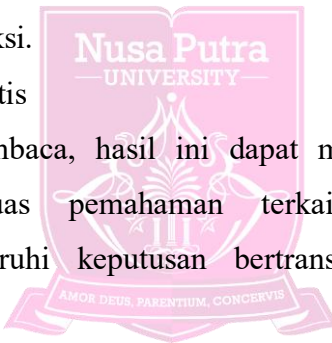 ksi.
Nusa Putra
UNIVERSITY
tis
mbaca, hasil ini dapat m
uas pemahaman terkai
ruhi keputusan bertrans
AMOR DEUS, PARENTIUM, CONCERVIS